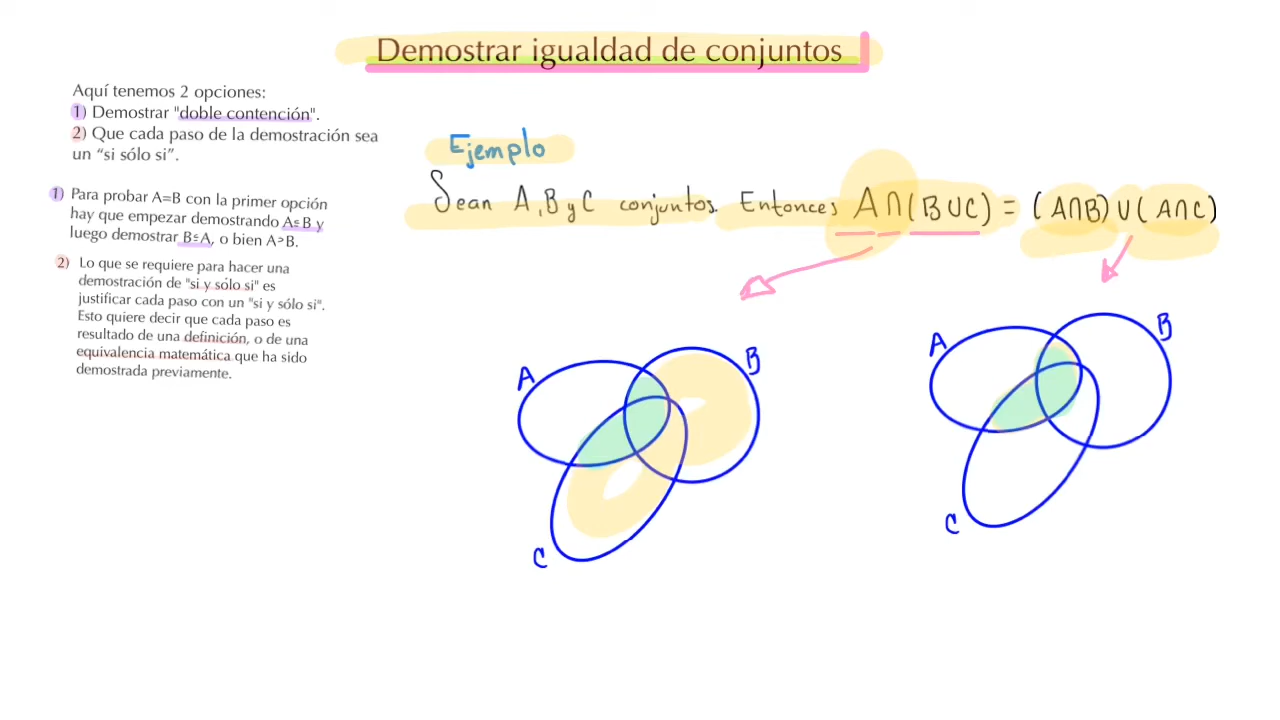 Demostrar igualdad de conjuntos
Aquí tenemos 2 opciones:
1) Demostrar "doble contención".
2) Que cada paso de la demostración sea
un "si sólo si".
1) Para probar A=B con la primer opción
hay que empezar demostrando A⊆B y
luego demostrar B⊆A, o bien A⊇B.
2) Lo que se requiere para hacer una
demostración de "si y sólo si" es
justificar cada paso con un "si y sólo si".
Esto quiere decir que cada paso es
resultado de una definición, o de una
equivalencia matemática que ha sido
demostrada previamente.
Ejemplo
Sean A, B y C conjuntos. Entonces A∩(B∪C) = (A∩B)∪(A∩C)
A
B
C
A
B
C